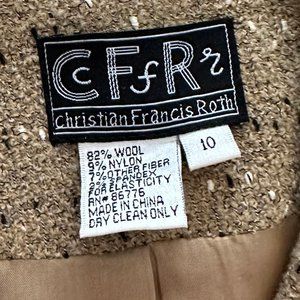 CFfRr
christian Francis Roth
10
82% WOOL
9% NYLON
7% OTHER FIBER
2% SPANDEX
FOR ELASTICITY
RN# 86776
MADE IN CHINA
DRY CLEAN ONLY